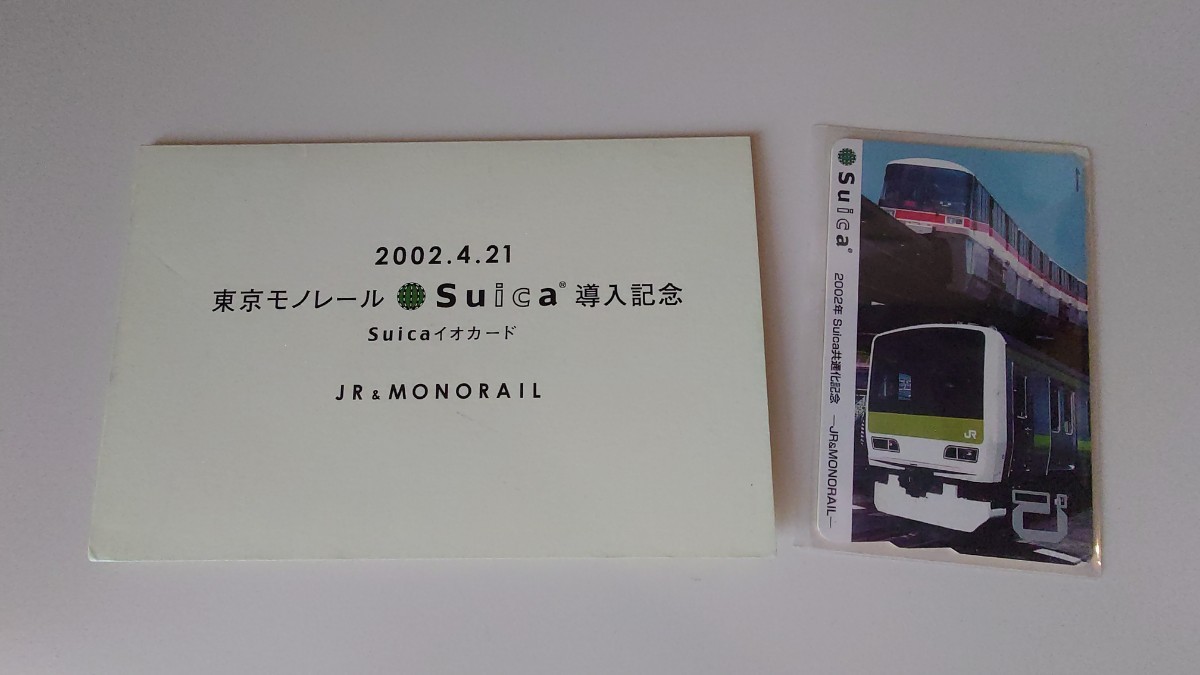 2002.4.21
東京モノレール Suica® 導入記念
Suicaイオカード
JR & MONORAIL
Suica®
2002年 Suica共通化記念 ―JR&MONORAIL―
JR
ぴ